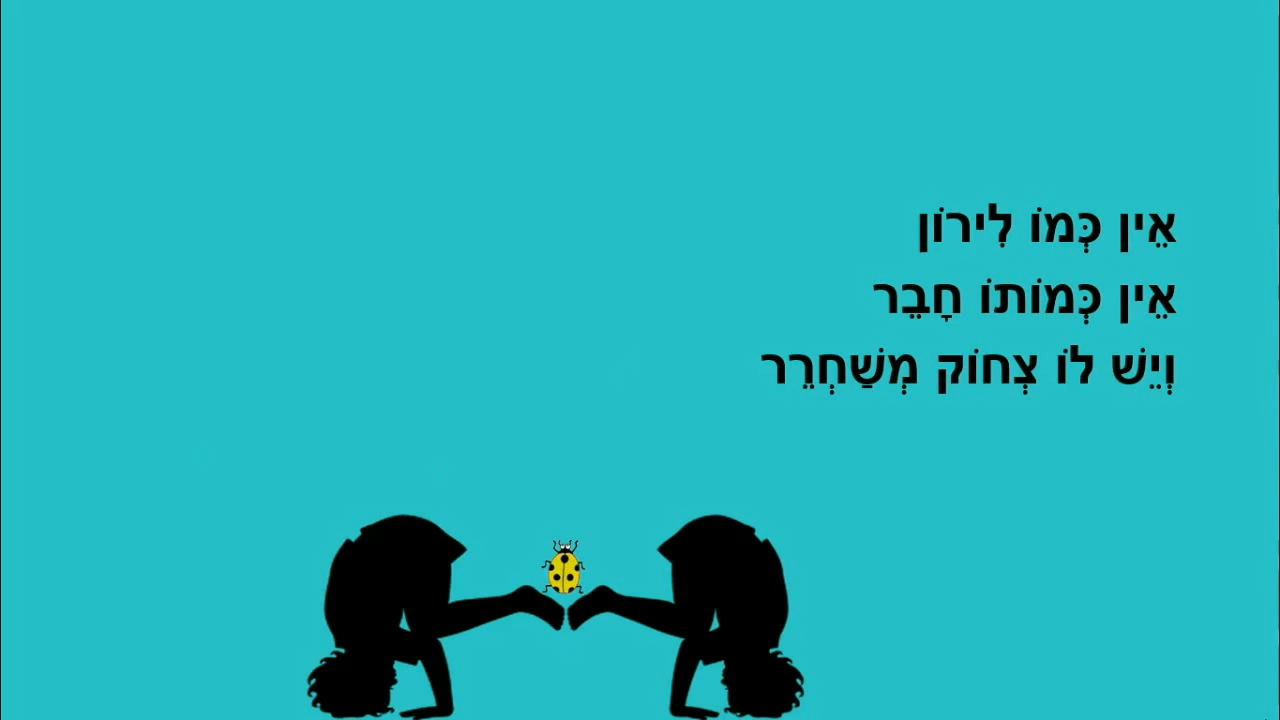 אֵין כְּמוֹ לִירוֹן
אֵין כְּמוֹתוֹ חָבֵר
וְיֵשׁ לוֹ צְחוֹק מְשַׁחְרֵר